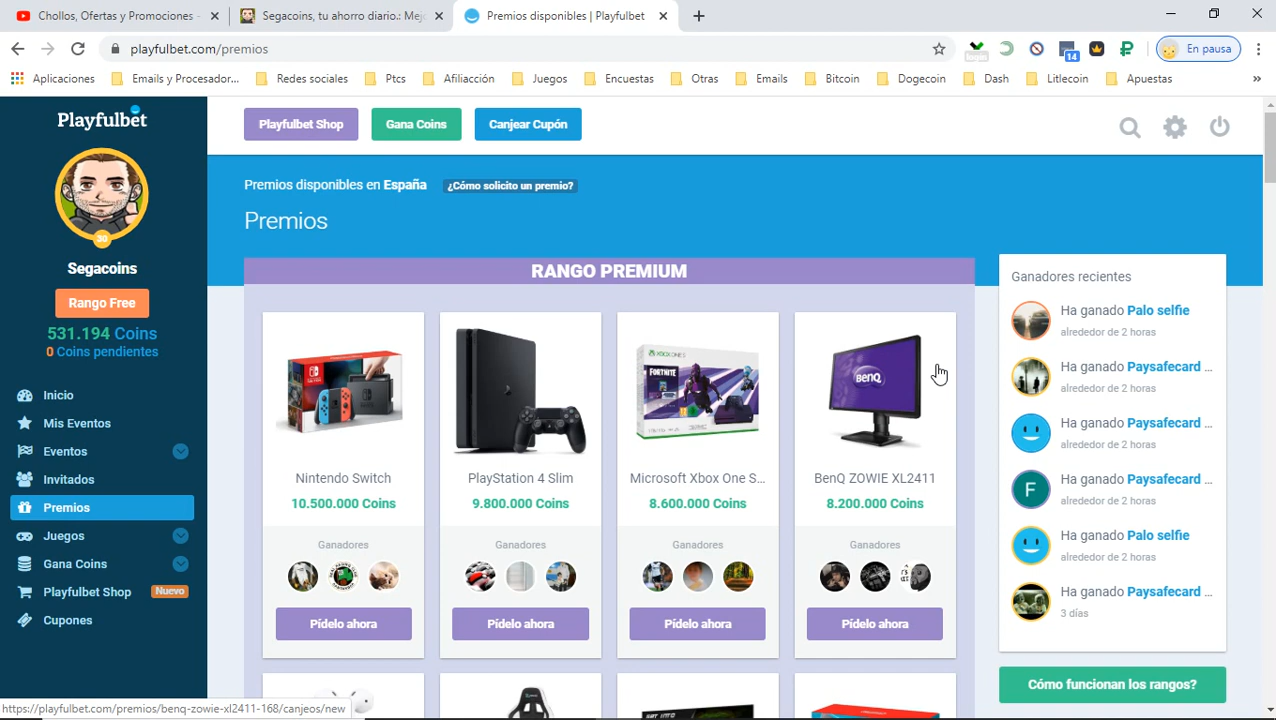 Chollos, Ofertas y Promociones -
Segacoins, tu ahorro diario.: Mejo
Premios disponibles | Playfulbet
playfulbet.com/premios
14
En pausa
Aplicaciones
Emails y Procesador...
Redes sociales
Ptcs
Afiliacción
Juegos
Encuestas
Otras
Emails
Bitcoin
Dogecoin
Dash
Litlecoin
Apuestas
»
Playfulbet
30
Segacoins
Rango Free
531.194 Coins
0 Coins pendientes
Inicio
Mis Eventos
Eventos
Invitados
Premios
Juegos
Gana Coins
Playfulbet Shop Nuevo
Cupones
Playfulbet Shop
Gana Coins
Canjear Cupón
Premios disponibles en España
¿Cómo solicito un premio?
Premios
RANGO PREMIUM
XBOX ONE S
FORTNITE
BenQ
Nintendo Switch
PlayStation 4 Slim
Microsoft Xbox One S...
BenQ ZOWIE XL2411
10.500.000 Coins
9.800.000 Coins
8.600.000 Coins
8.200.000 Coins
Ganadores
Ganadores
Ganadores
Ganadores
Pídelo ahora
Pídelo ahora
Pídelo ahora
Pídelo ahora
Ganadores recientes
Ha ganado Palo selfie
alrededor de 2 horas
Ha ganado Paysafecard ...
alrededor de 2 horas
Ha ganado Paysafecard ...
alrededor de 2 horas
F
Ha ganado Paysafecard ...
alrededor de 2 horas
Ha ganado Palo selfie
alrededor de 2 horas
Ha ganado Paysafecard ...
3 días
Cómo funcionan los rangos?
https://playfulbet.com/premios/benq-zowie-xl2411-168/canjeos/new